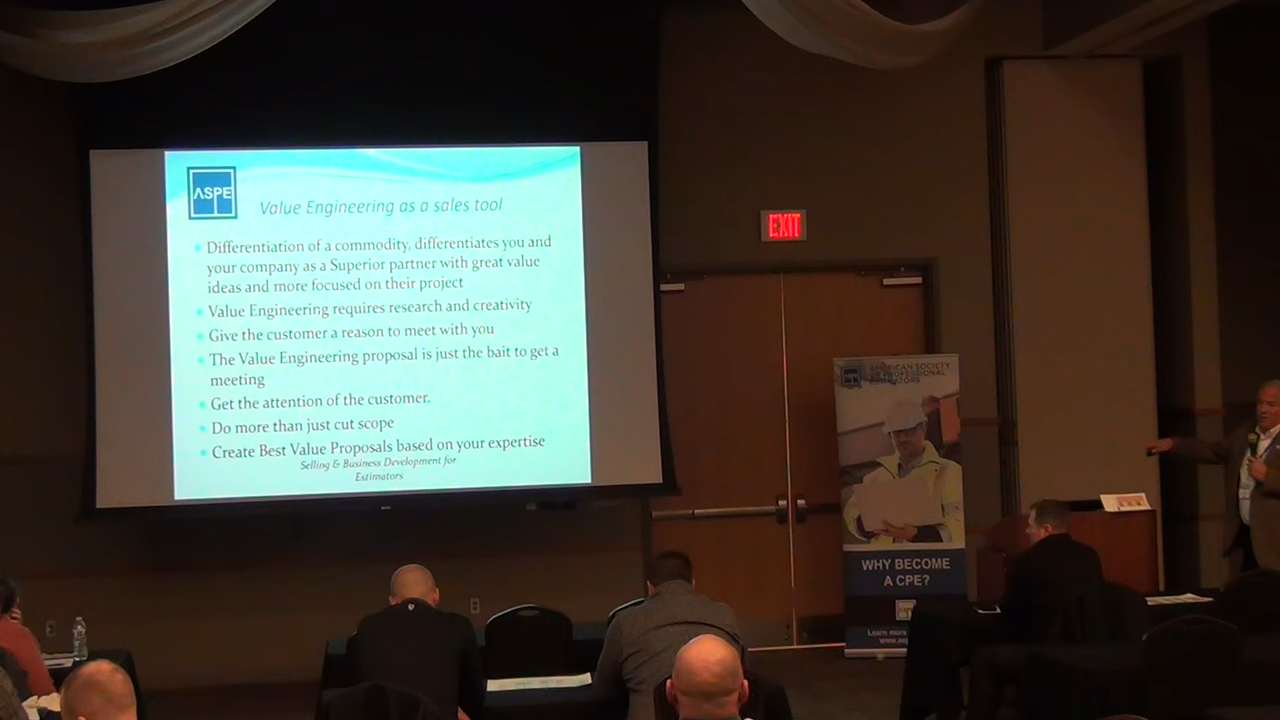 ASPE
Value Engineering as a sales tool
Differentiation of a commodity, differentiates you and
your company as a Superior partner with great value
ideas and more focused on their project
Value Engineering requires research and creativity
Give the customer a reason to meet with you
The Value Engineering proposal is just the bait to get a
meeting
Get the attention of the customer.
Do more than just cut scope
Create Best Value Proposals based on your expertise
Selling & Business Development for
Estimators
EXIT
AMERICAN SOCIETY
OF PROFESSIONAL
ESTIMATORS
WHY BECOME
A CPE?
Learn more